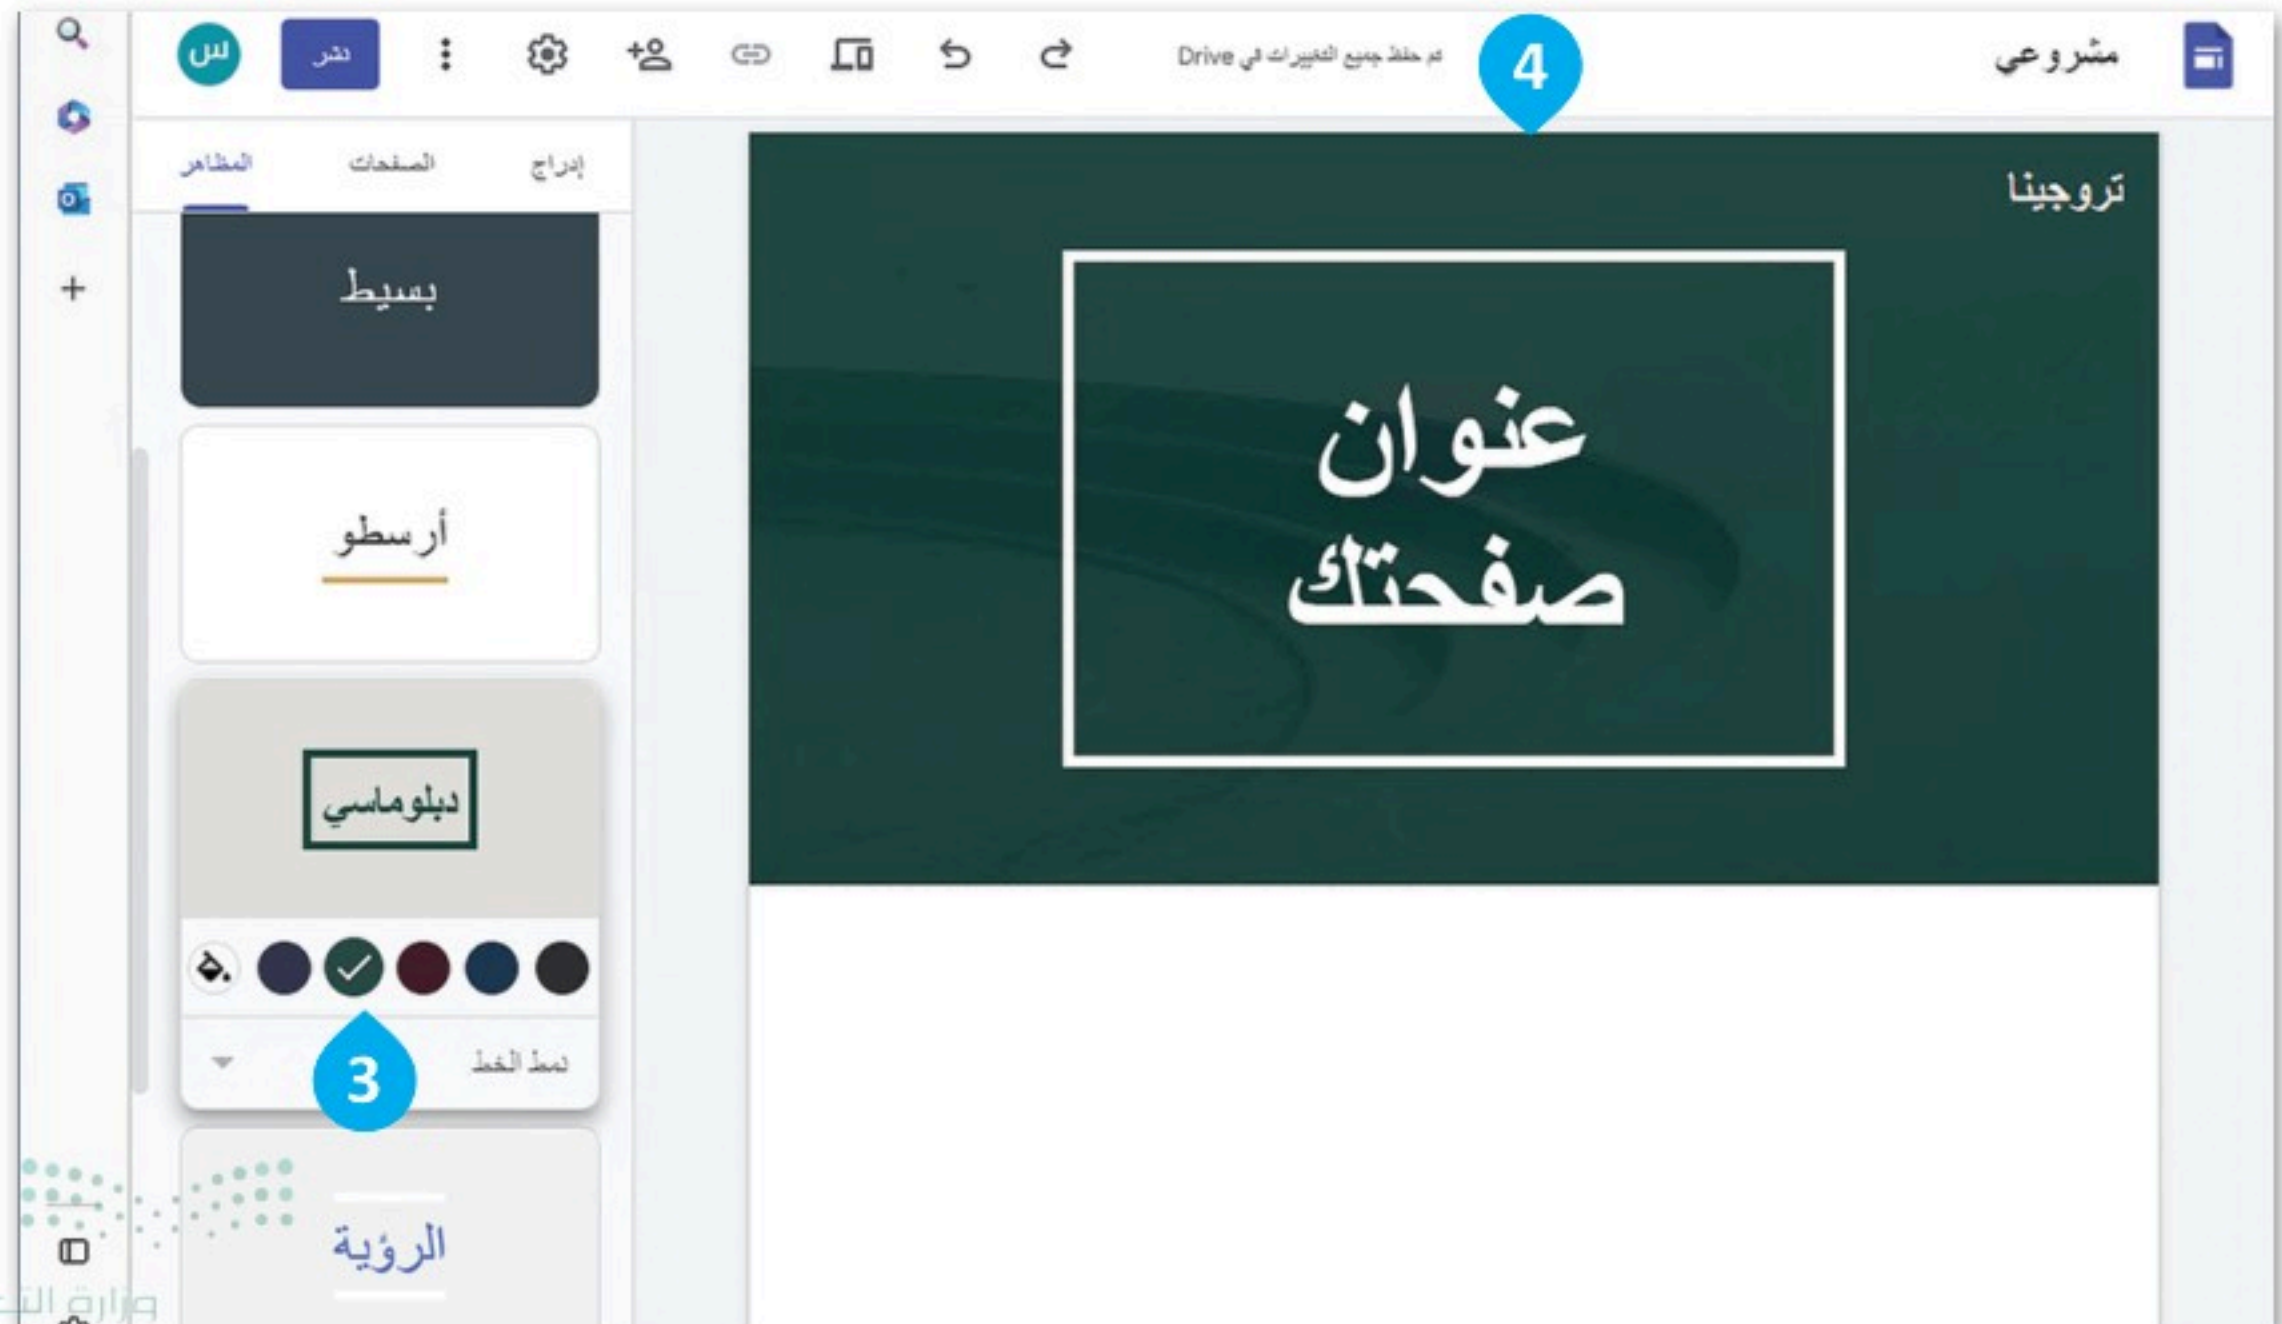 مشروعي
4
تم حفظ جميع التغييرات في Drive
نشر
س
إدراج
الصفحات
المظاهر
تروجينا
عنوان
صفحتك
بسيط
أرسطو
دبلوماسي
3
نمط الخط
الرؤية
وزارة